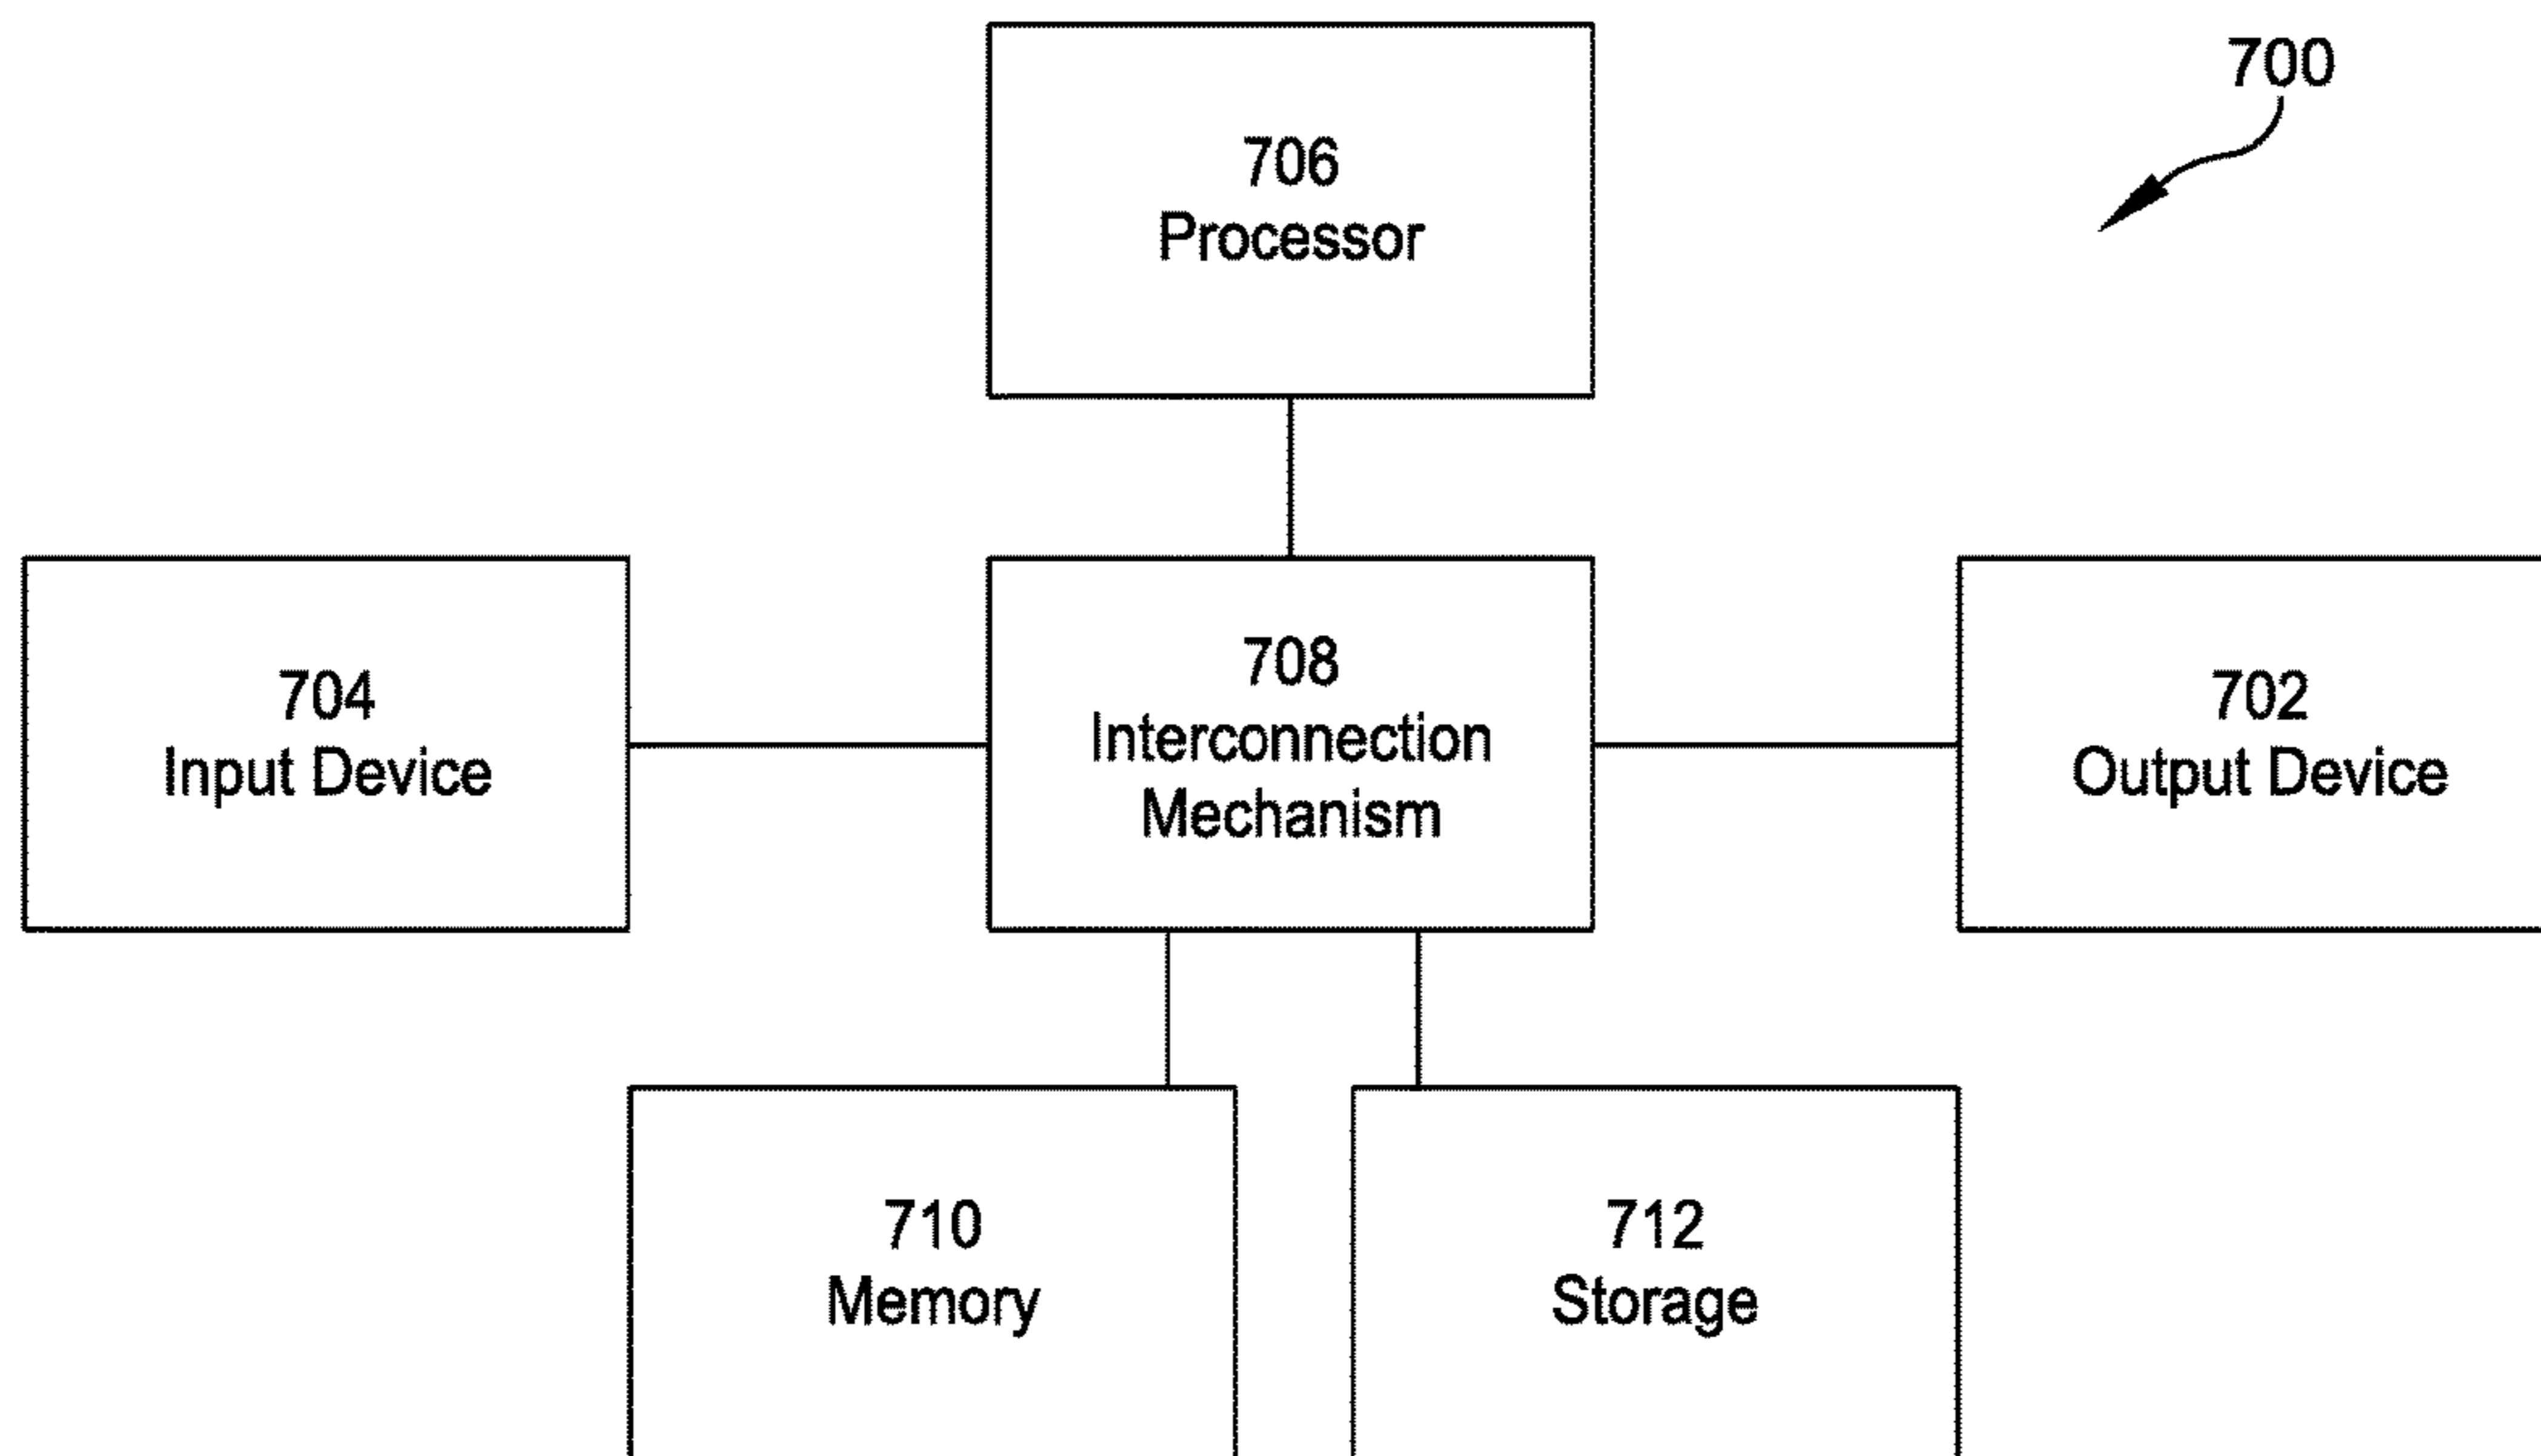 700
706
Processor
704
Input Device
708
Interconnection
Mechanism
702
Output Device
710
Memory
712
Storage